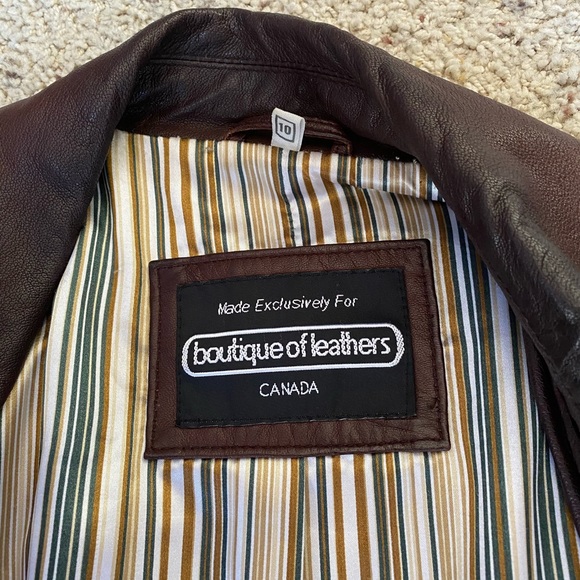 10
Made Exclusively For
boutique of leathers
CANADA